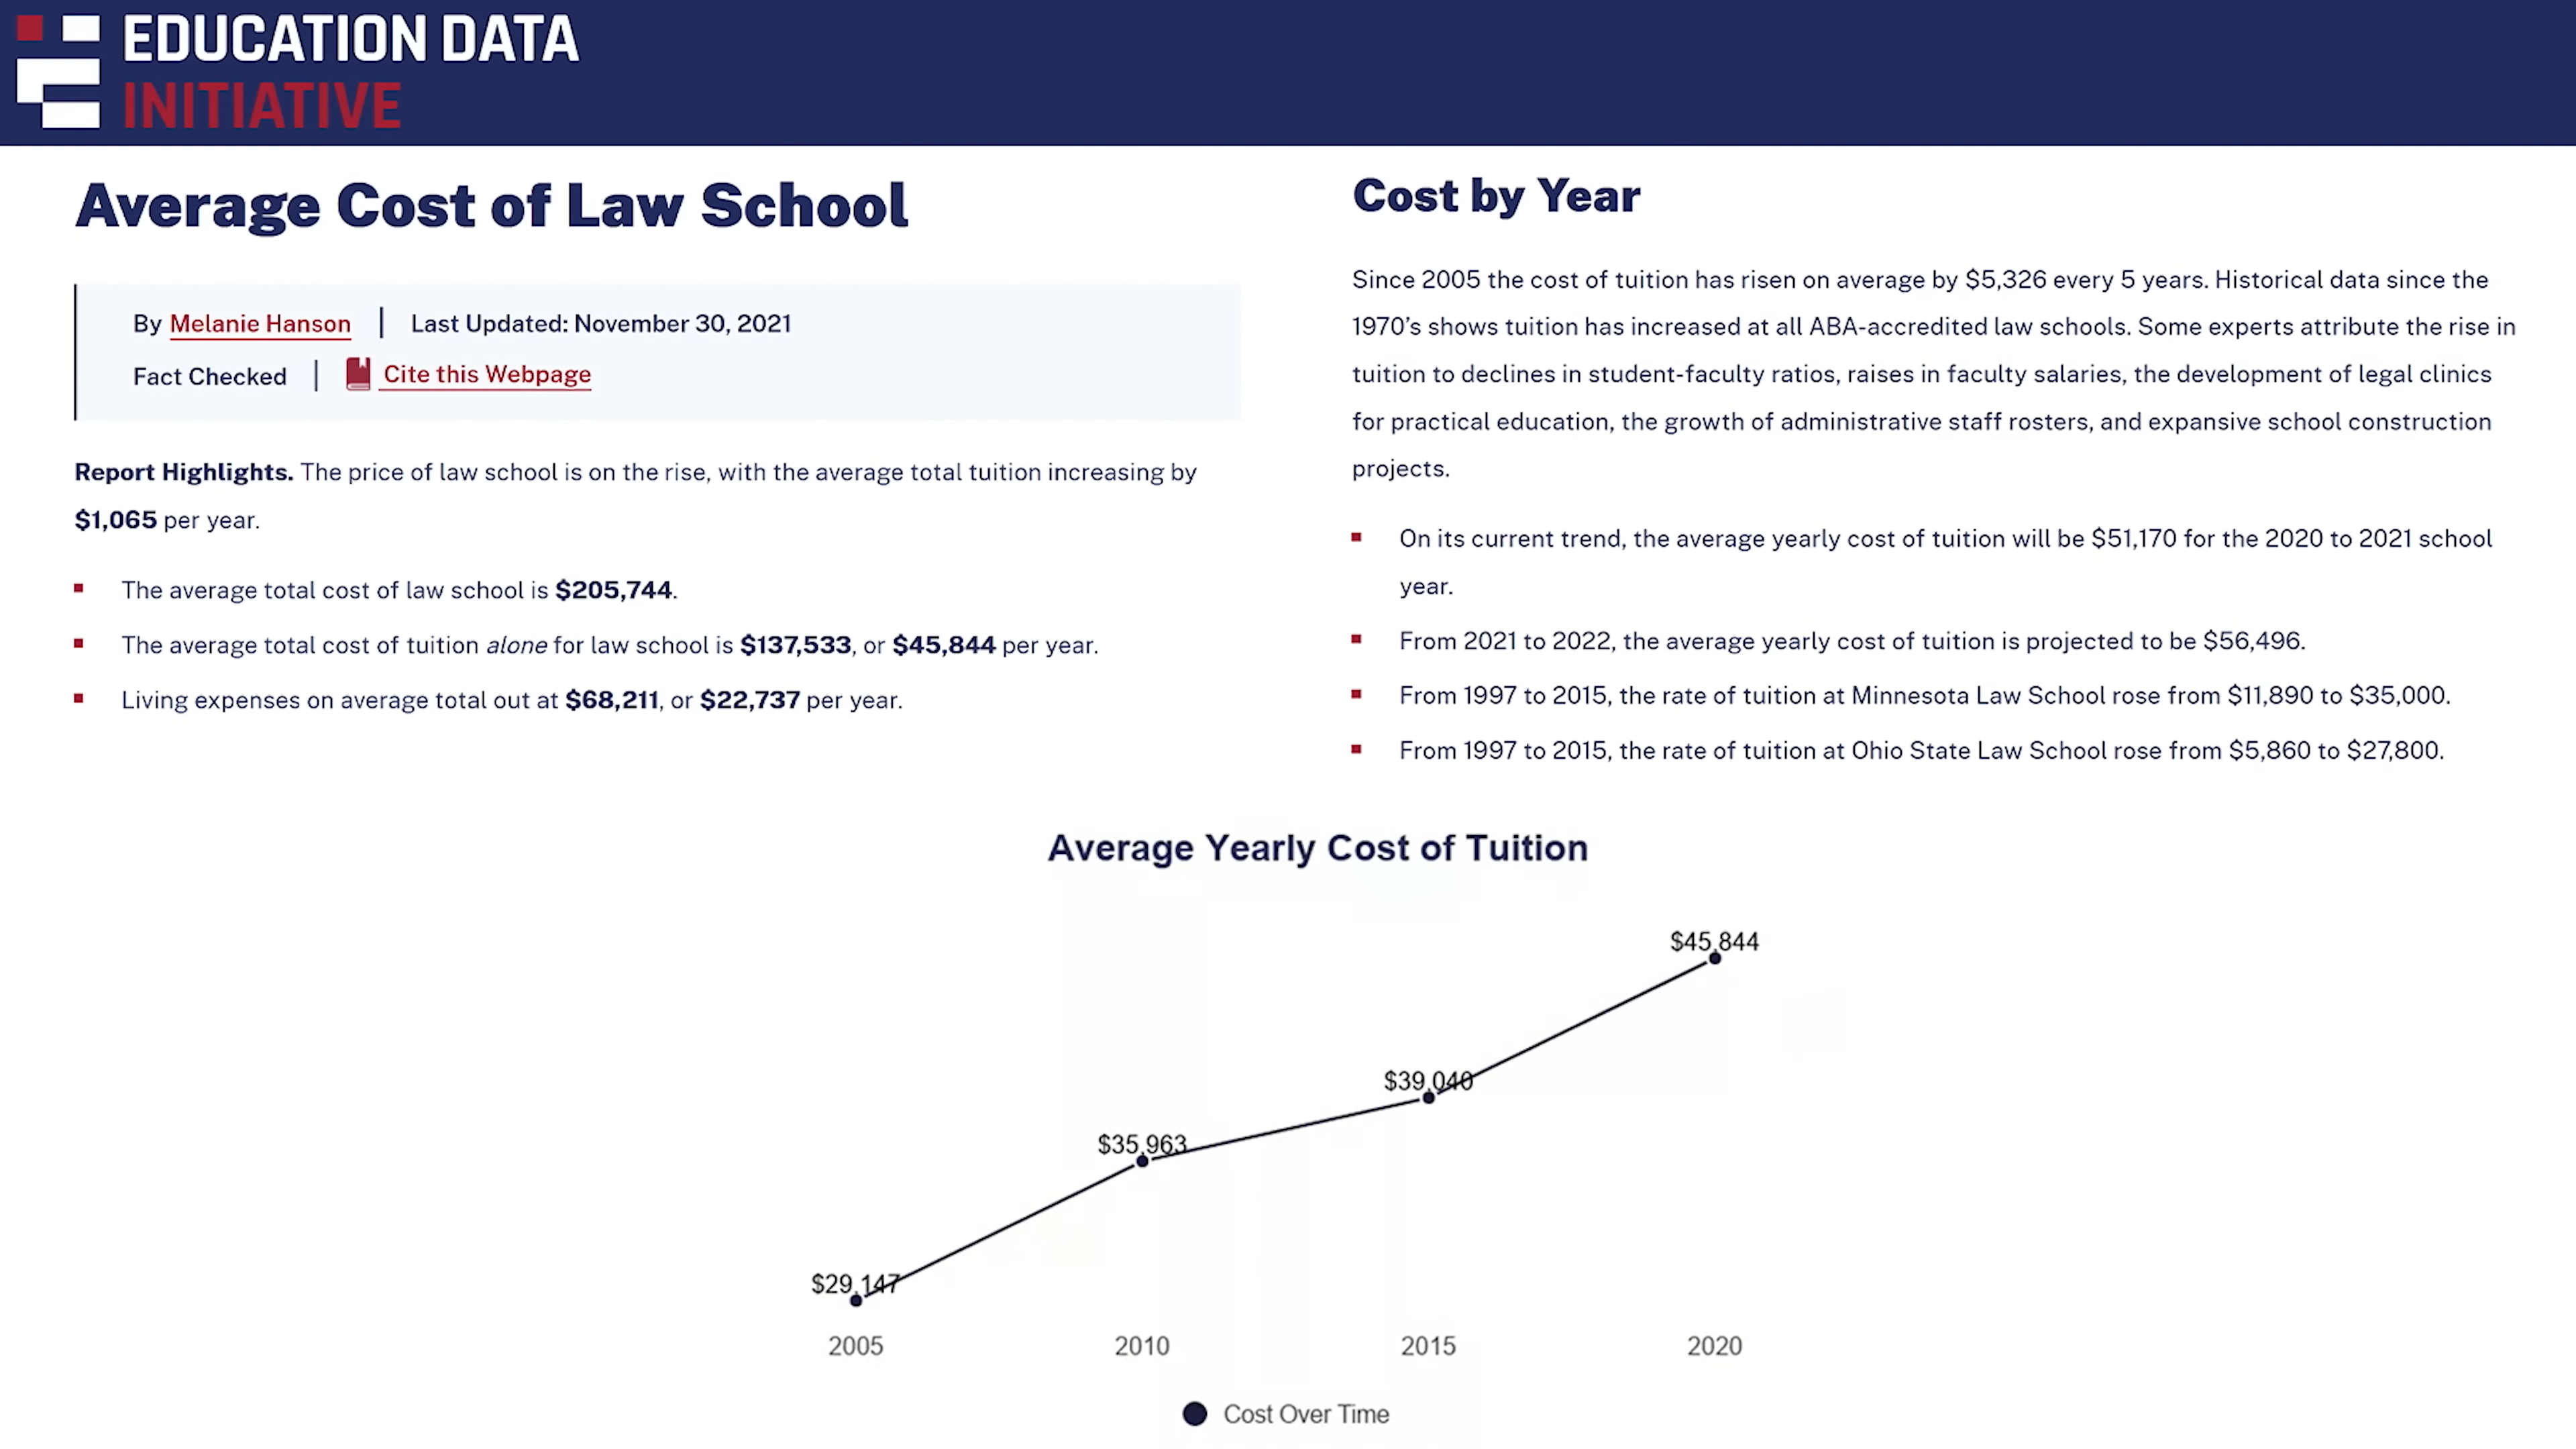 EDUCATION DATA
INITIATIVE
Average Cost of Law School
By Melanie Hanson | Last Updated: November 30, 2021
Fact Checked | Cite this Webpage
Report Highlights. The price of law school is on the rise, with the average total tuition increasing by
$1,065 per year.
The average total cost of law school is $205,744.
The average total cost of tuition alone for law school is $137,533, or $45,844 per year.
Living expenses on average total out at $68,211, or $22,737 per year.
Cost by Year
Since 2005 the cost of tuition has risen on average by $5,326 every 5 years. Historical data since the
1970's shows tuition has increased at all ABA-accredited law schools. Some experts attribute the rise in
tuition to declines in student-faculty ratios, raises in faculty salaries, the development of legal clinics
for practical education, the growth of administrative staff rosters, and expansive school construction
projects.
On its current trend, the average yearly cost of tuition will be $51,170 for the 2020 to 2021 school
year.
From 2021 to 2022, the average yearly cost of tuition is projected to be $56,496.
From 1997 to 2015, the rate of tuition at Minnesota Law School rose from $11,890 to $35,000.
From 1997 to 2015, the rate of tuition at Ohio State Law School rose from $5,860 to $27,800.
Average Yearly Cost of Tuition
$45,844
$39,040
$35,963
$29,147
2005 2010 2015 2020
Cost Over Time